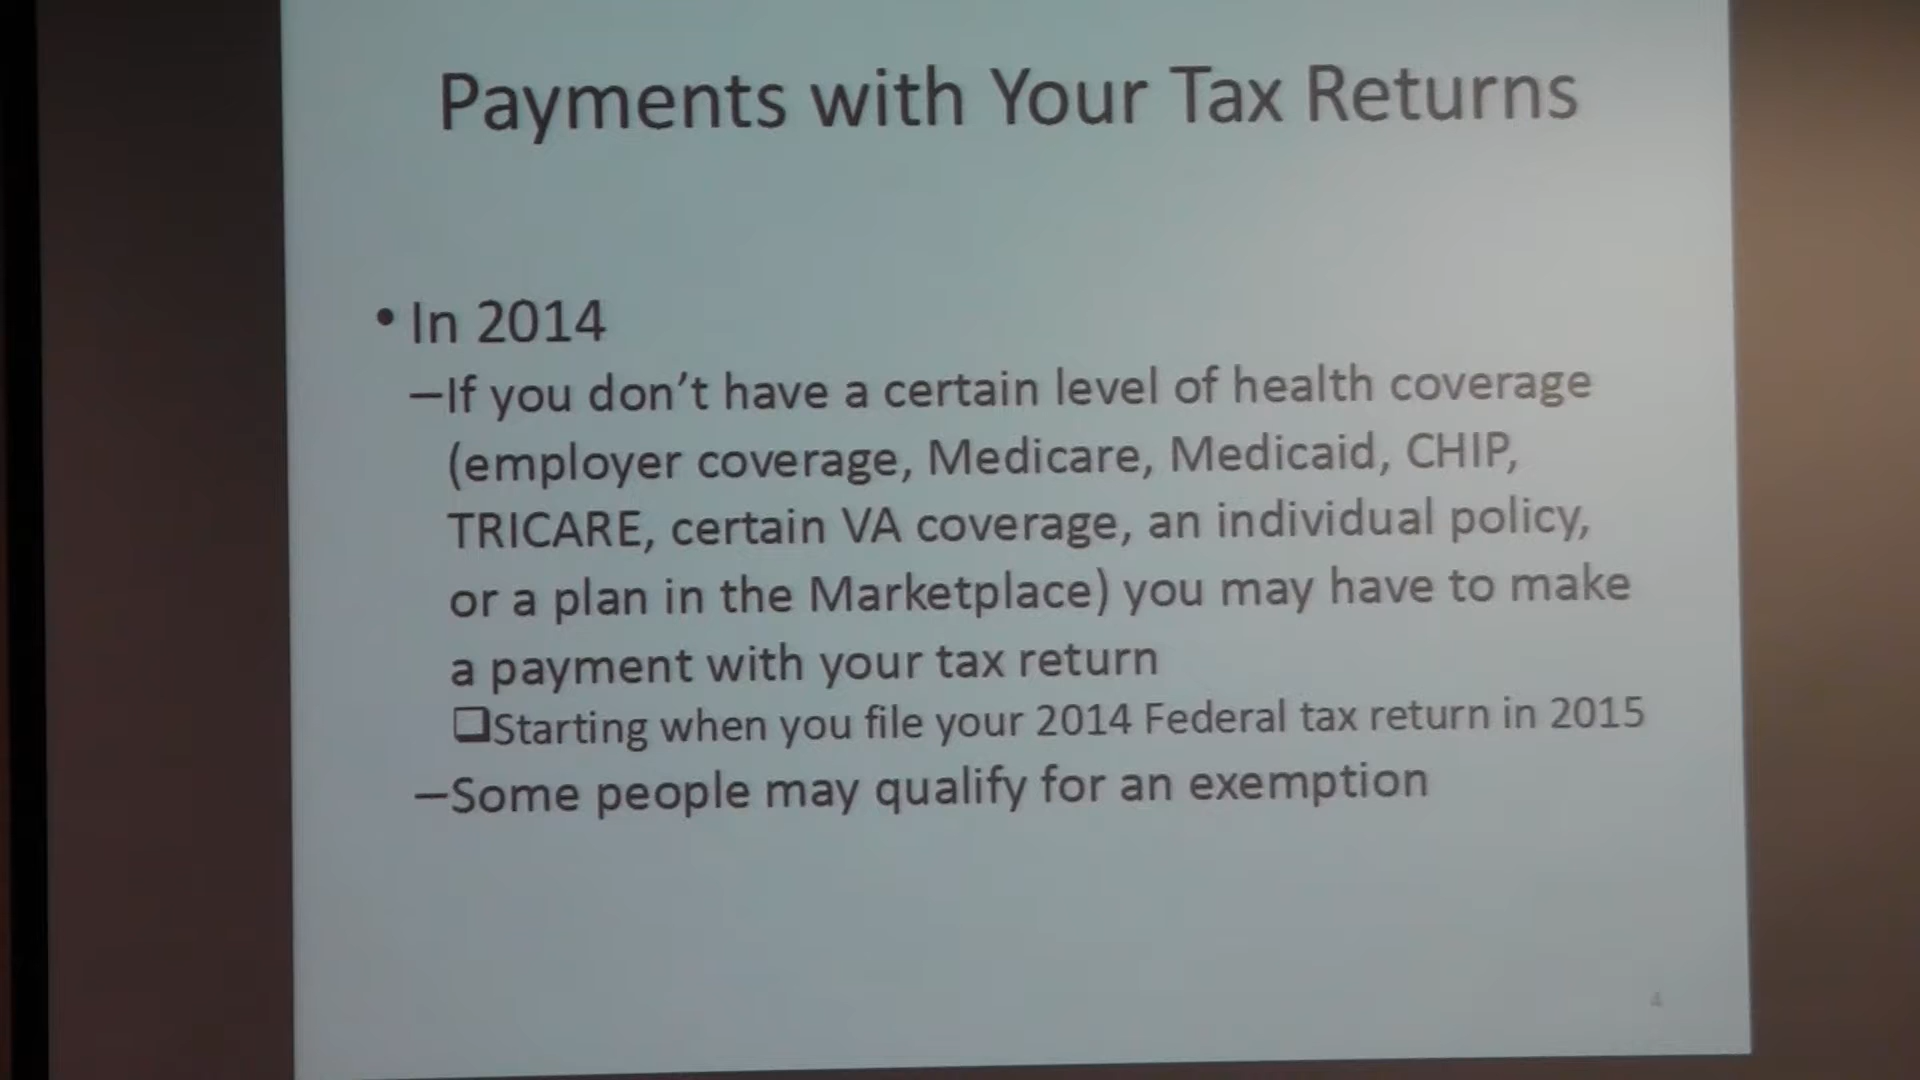 Payments with Your Tax Returns
• In 2014
–If you don't have a certain level of health coverage
(employer coverage, Medicare, Medicaid, CHIP,
TRICARE, certain VA coverage, an individual policy,
or a plan in the Marketplace) you may have to make
a payment with your tax return
❑Starting when you file your 2014 Federal tax return in 2015
–Some people may qualify for an exemption
4